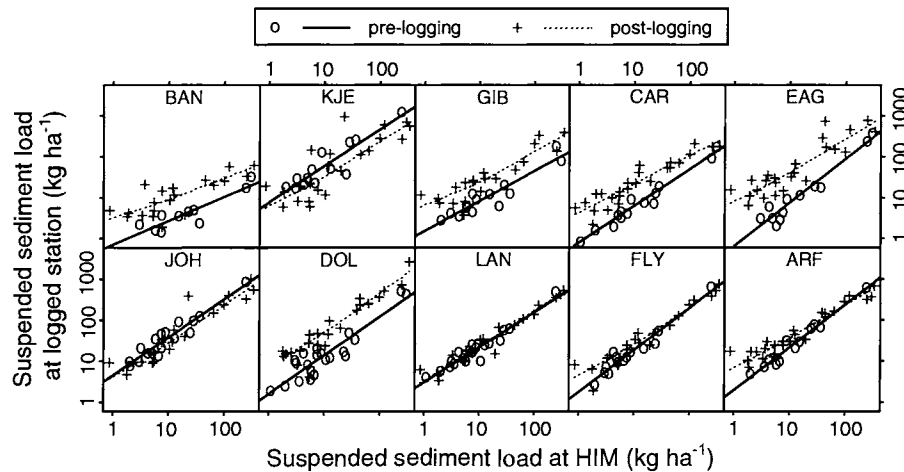 o — pre-logging + ········ post-logging
1 10 100 1 10 100
BAN KJE GIB CAR EAG
1000
100
10
1
JOH DOL LAN FLY ARF
1000
100
10
1
1 10 100 1 10 100 1 10 100
Suspended sediment load
at logged station (kg ha⁻¹)
Suspended sediment load at HIM (kg ha⁻¹)